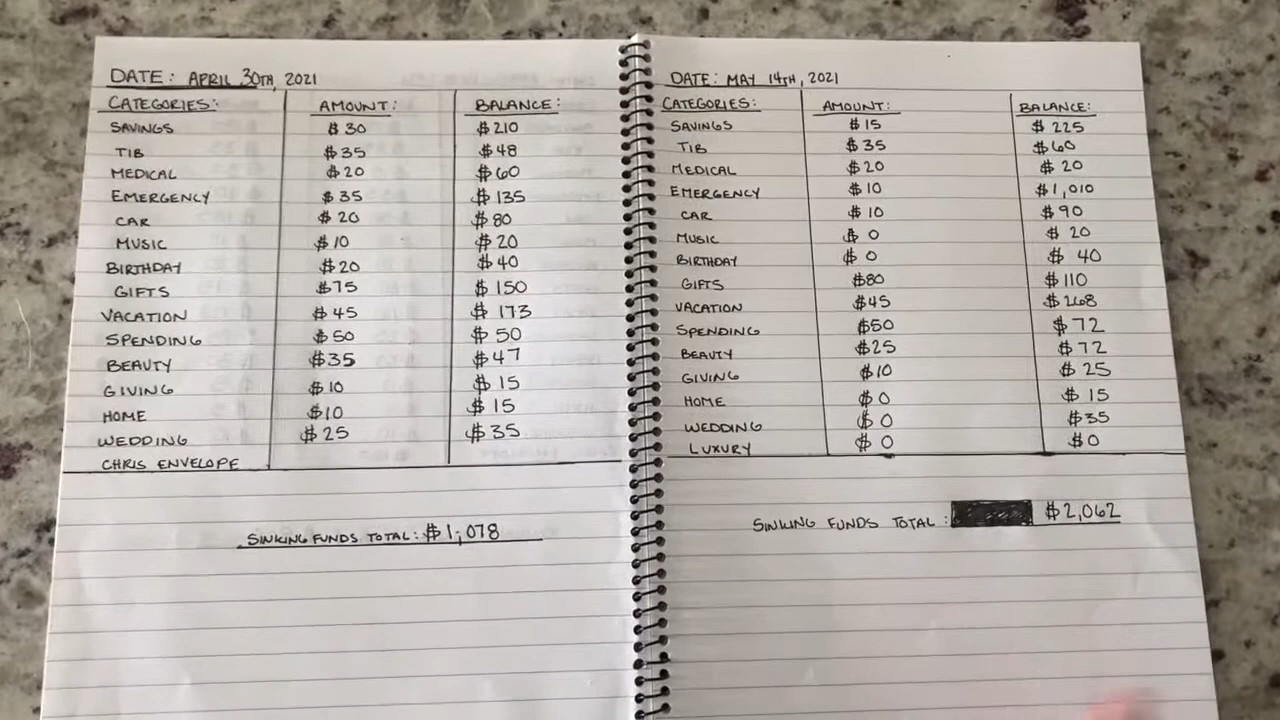 DATE: APRIL 30TH, 2021
CATEGORIES: AMOUNT: BALANCE:
SAVINGS $30 $210
TIB $35 $48
MEDICAL $20 $60
EMERGENCY $35 $135
CAR $20 $80
MUSIC $10 $20
BIRTHDAY $20 $40
GIFTS $75 $150
VACATION $45 $173
SPENDING $50 $50
BEAUTY $35 $47
GIVING $10 $15
HOME $10 $15
WEDDING $25 $35
CHRIS ENVELOPE
SINKING FUNDS TOTAL: $1,078
DATE: MAY 14TH, 2021
CATEGORIES: AMOUNT: BALANCE:
SAVINGS $15 $225
TIB $35 $60
MEDICAL $20 $20
EMERGENCY $10 $1,010
CAR $10 $90
MUSIC $0 $20
BIRTHDAY $0 $40
GIFTS $80 $110
VACATION $45 $268
SPENDING $50 $72
BEAUTY $25 $72
GIVING $10 $25
HOME $0 $15
WEDDING $0 $35
LUXURY $0 $0
SINKING FUNDS TOTAL: $2,062